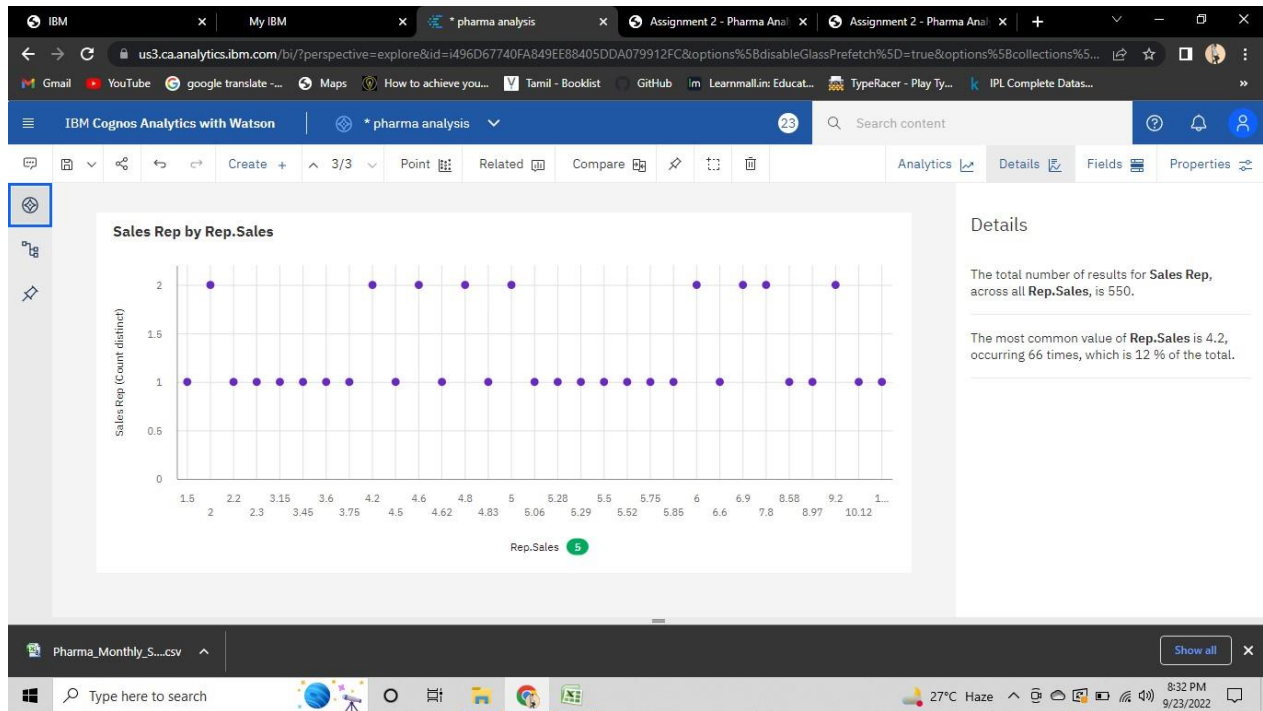 IBM
My IBM
* pharma analysis
Assignment 2 - Pharma Anal
Assignment 2 - Pharma Anal
us3.ca.analytics.ibm.com/bi/?perspective=explore&id=i496D67740FA849EE88405DDA079912FC&options%5BdisableGlassPrefetch%5D=true&options%5Bcollections%5...
Gmail YouTube google translate -... Maps How to achieve you... Tamil - Booklist GitHub Learnmall.in: Educat... TypeRacer - Play Ty... IPL Complete Datas... »
IBM Cognos Analytics with Watson * pharma analysis 23 Search content
Create + 3/3 Point Related Compare Analytics Details Fields Properties
Sales Rep by Rep.Sales
Sales Rep (Count distinct)
2
1.5
1
0.5
0
1.5 2.2 3.15 3.6 4.2 4.6 4.8 5 5.28 5.5 5.75 6 6.9 8.58 9.2 1...
2 2.3 3.45 3.75 4.5 4.62 4.83 5.06 5.29 5.52 5.85 6.6 7.8 8.97 10.12
Rep.Sales 5
Details
The total number of results for Sales Rep,
across all Rep.Sales, is 550.
The most common value of Rep.Sales is 4.2,
occurring 66 times, which is 12 % of the total.
Pharma_Monthly_S....csv
Show all
Type here to search
27°C Haze
8:32 PM
9/23/2022